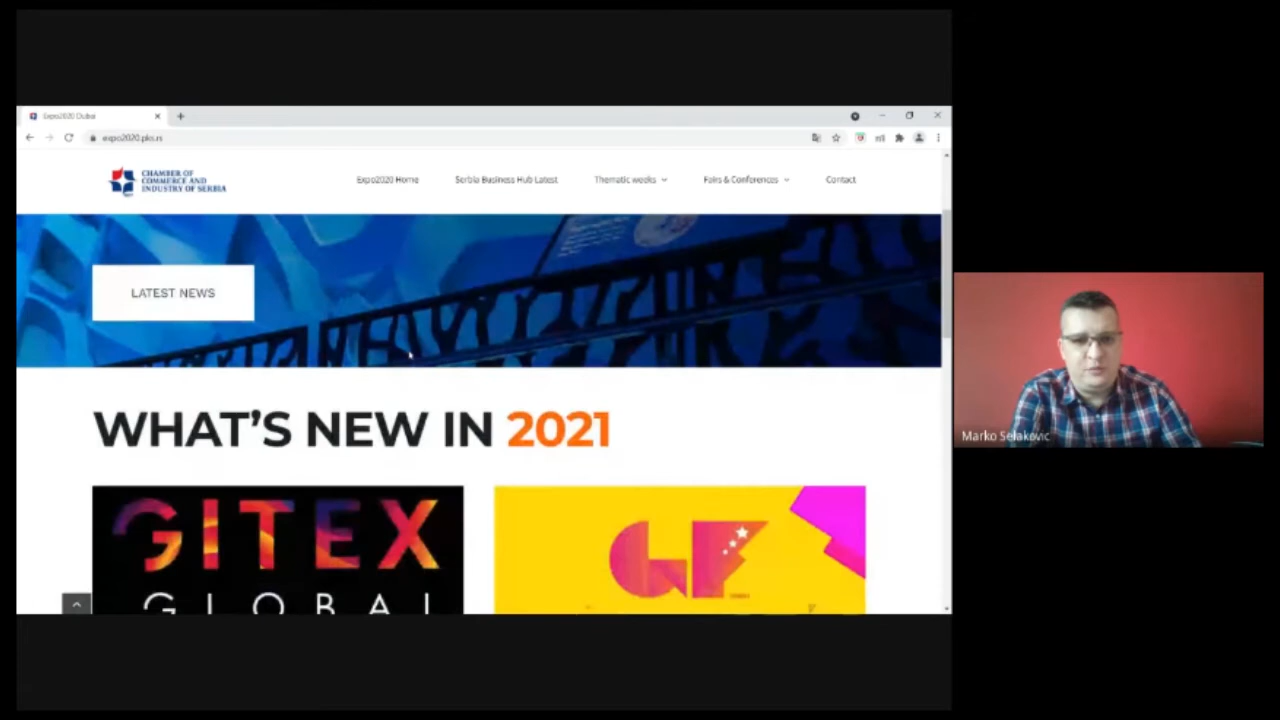 Expo2020 Dubai
expo2020.pks.rs
CHAMBER OF
COMMERCE AND
INDUSTRY OF SERBIA
Expo2020 Home
Serbia Business Hub Latest
Thematic weeks
Fairs & Conferences
Contact
LATEST NEWS
WHAT'S NEW IN 2021
GITEX
GLOBAL
GF
Marko Selakovic